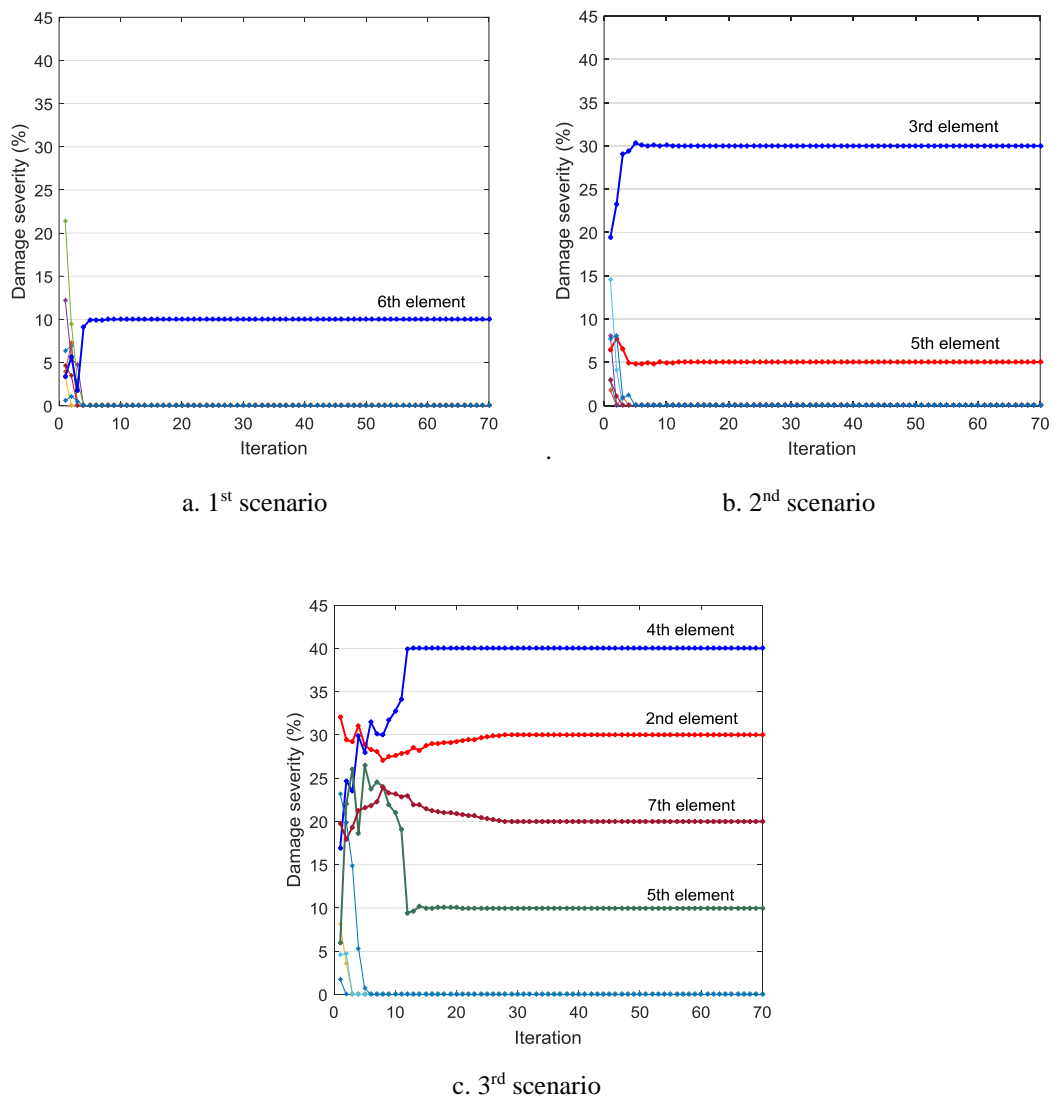 45
40
35
30
25
20
15
10
5
0
Damage severity (%)
6th element
0 10 20 30 40 50 60 70
Iteration
a. 1st scenario
45
40
35
30
25
20
15
10
5
0
Damage severity (%)
3rd element
5th element
0 10 20 30 40 50 60 70
Iteration
.
b. 2nd scenario
45
40
35
30
25
20
15
10
5
0
Damage severity (%)
4th element
2nd element
7th element
5th element
0 10 20 30 40 50 60 70
Iteration
c. 3rd scenario